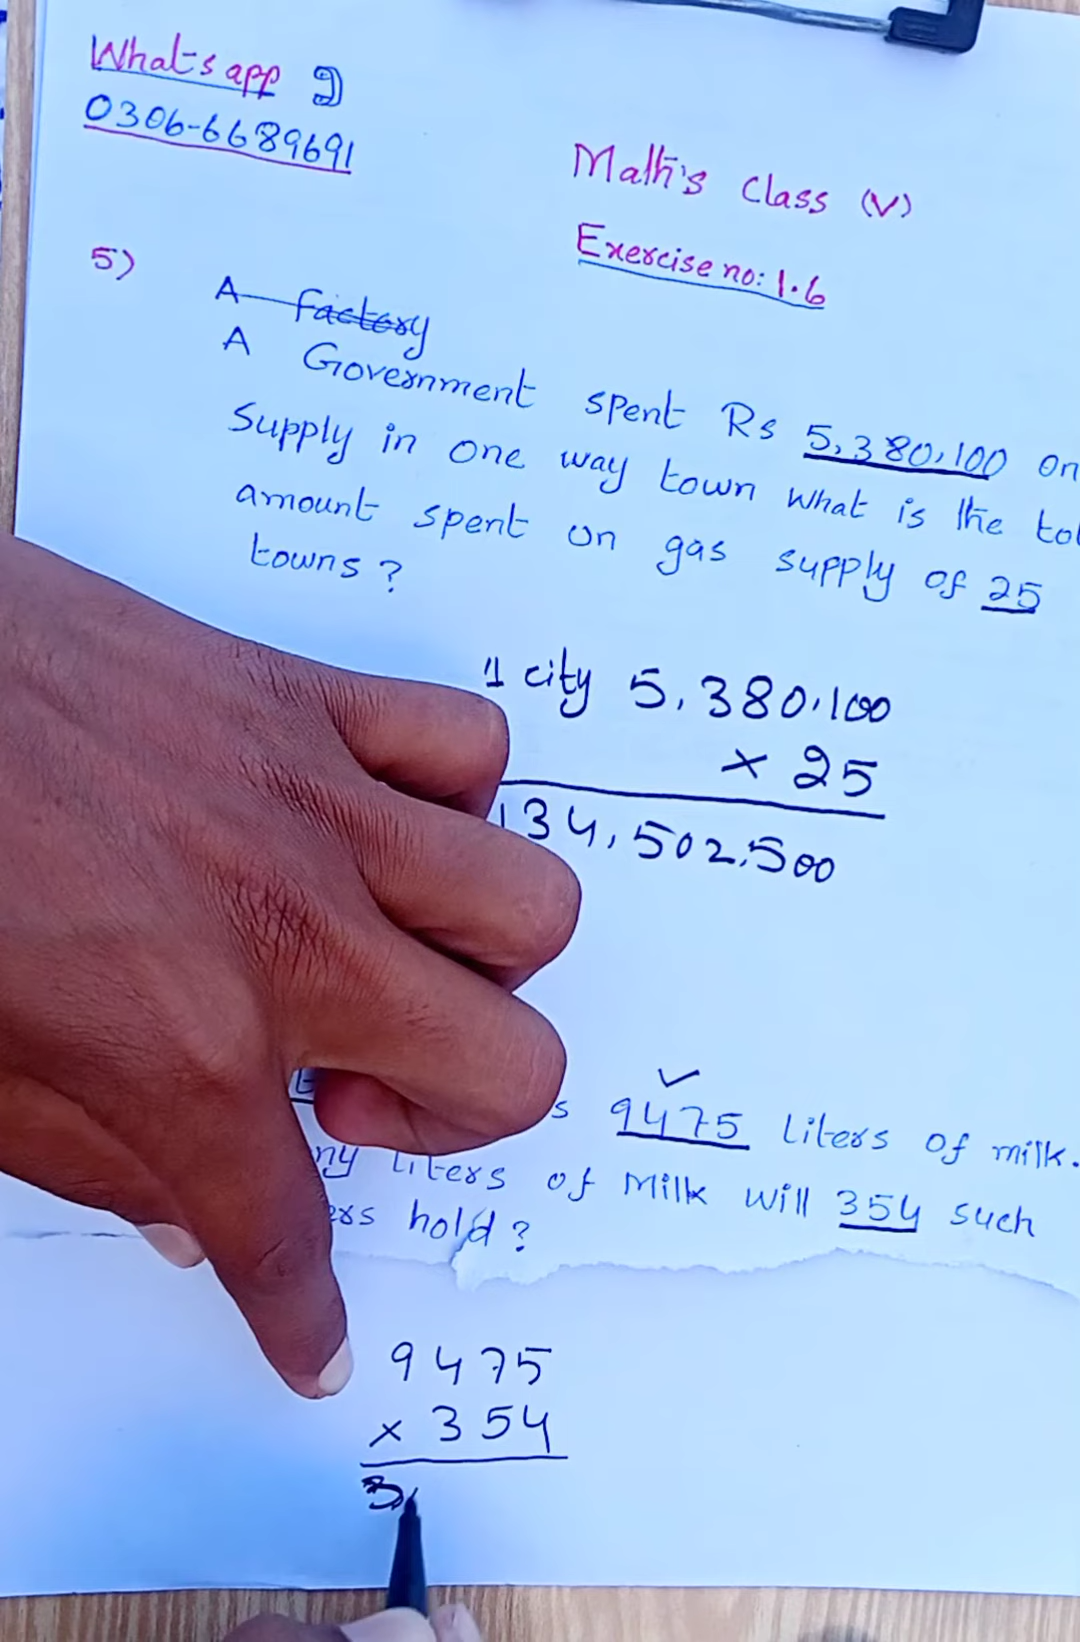 Whatsapp
0306-6689691
Math's Class (V)
Exercise no: 1.6
5)
A factory
A Government spent Rs 5,380,100 on
Supply in one way town what is the
amount spent on gas supply of 25
towns?
1 city 5,380,100
× 25
134,502,500
9475 liters of milk.
liters of Milk will 354 such
hold?
9475
× 354
3,